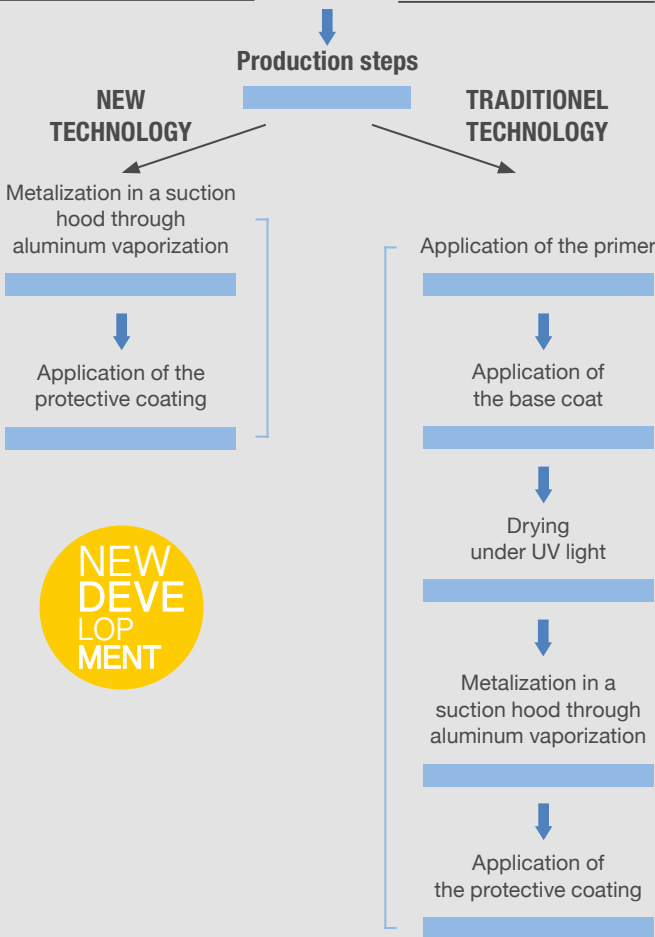 Production steps
NEW
TECHNOLOGY
Metalization in a suction
hood through
aluminum vaporization
Application of the
protective coating
NEW
DEVE
LOP
MENT
TRADITIONEL
TECHNOLOGY
Application of the primer
Application of
the base coat
Drying
under UV light
Metalization in a
suction hood through
aluminum vaporization
Application of
the protective coating